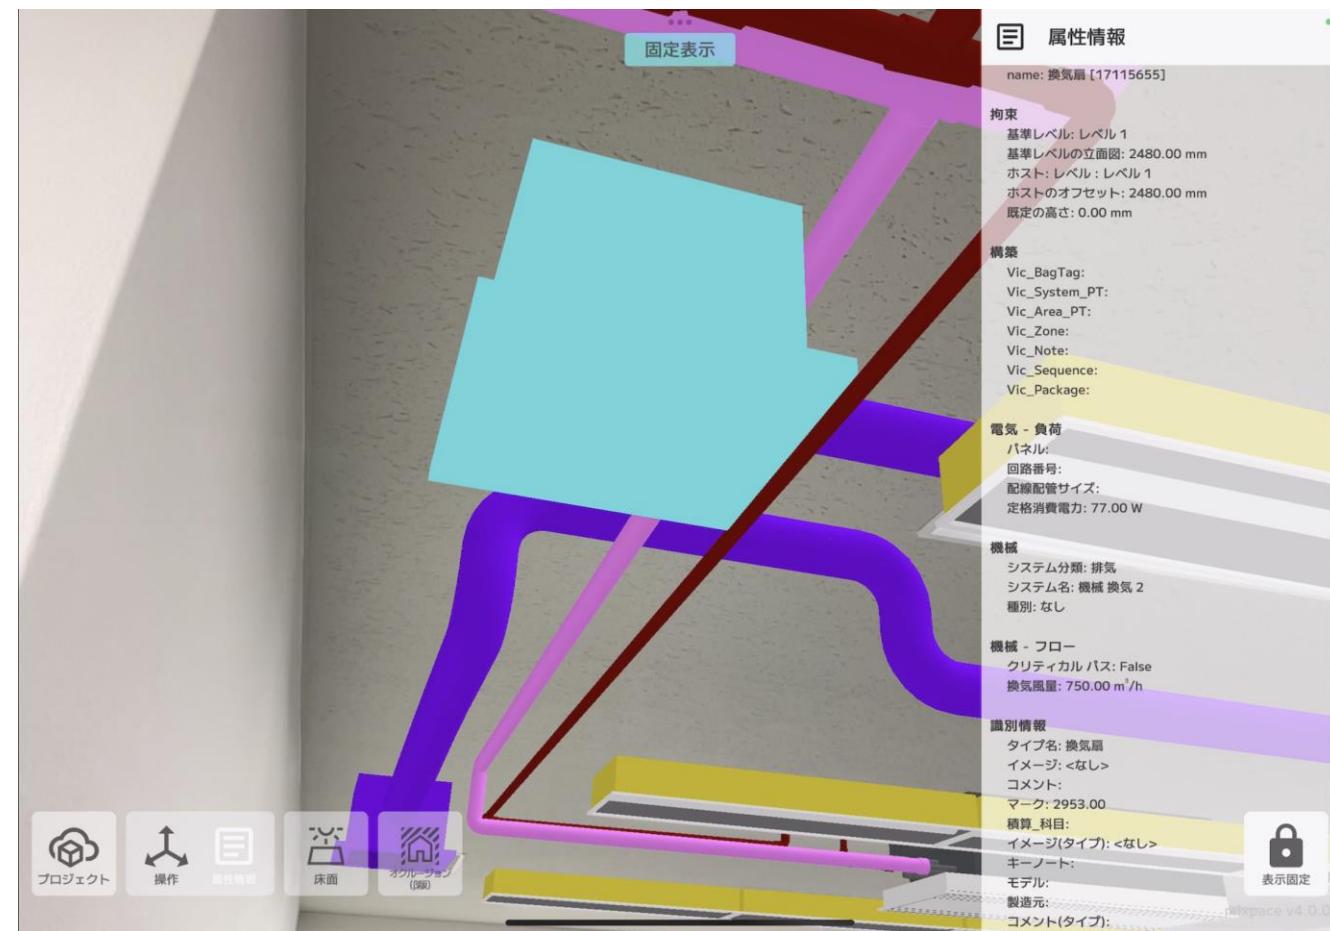 固定表示
属性情報
name: 換気扇 [17115655]
拘束
基準レベル: レベル 1
基準レベルの立面図: 2480.00 mm
ホスト: レベル : レベル 1
ホストのオフセット: 2480.00 mm
既定の高さ: 0.00 mm
構築
Vic_BagTag:
Vic_System_PT:
Vic_Area_PT:
Vic_Zone:
Vic_Note:
Vic_Sequence:
Vic_Package:
電気 - 負荷
パネル:
回路番号:
配線配管サイズ:
定格消費電力: 77.00 W
機械
システム分類: 排気
システム名: 機械 換気 2
種別: なし
機械 - フロー
クリティカル パス: False
換気風量: 750.00 m³/h
識別情報
タイプ名: 換気扇
イメージ: <なし>
コメント:
マーク: 2953.00
積算_科目:
イメージ(タイプ): <なし>
キーノート:
モデル:
製造元:
コメント(タイプ):
プロジェクト
操作
属性情報
床面
オクルージョン
(β版)
表示固定
mixpace v4.0.0